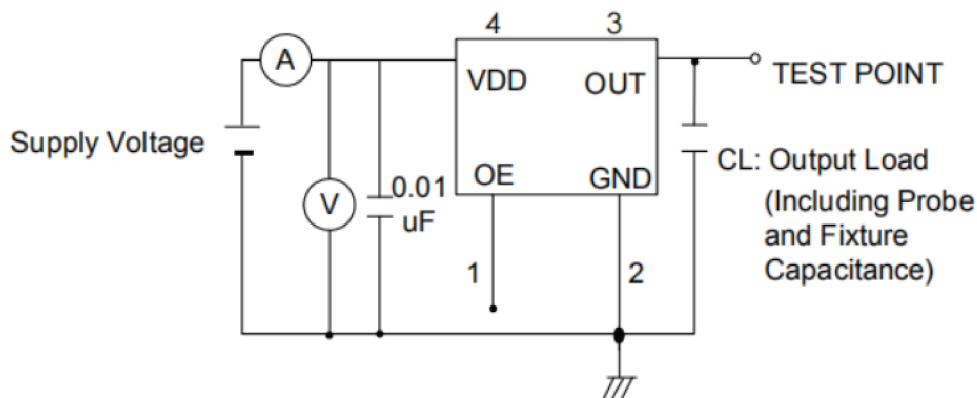 4
3
A
VDD
OUT
TEST POINT
Supply Voltage
V
0.01
uF
OE
GND
CL: Output Load
(Including Probe
and Fixture
Capacitance)
1
2